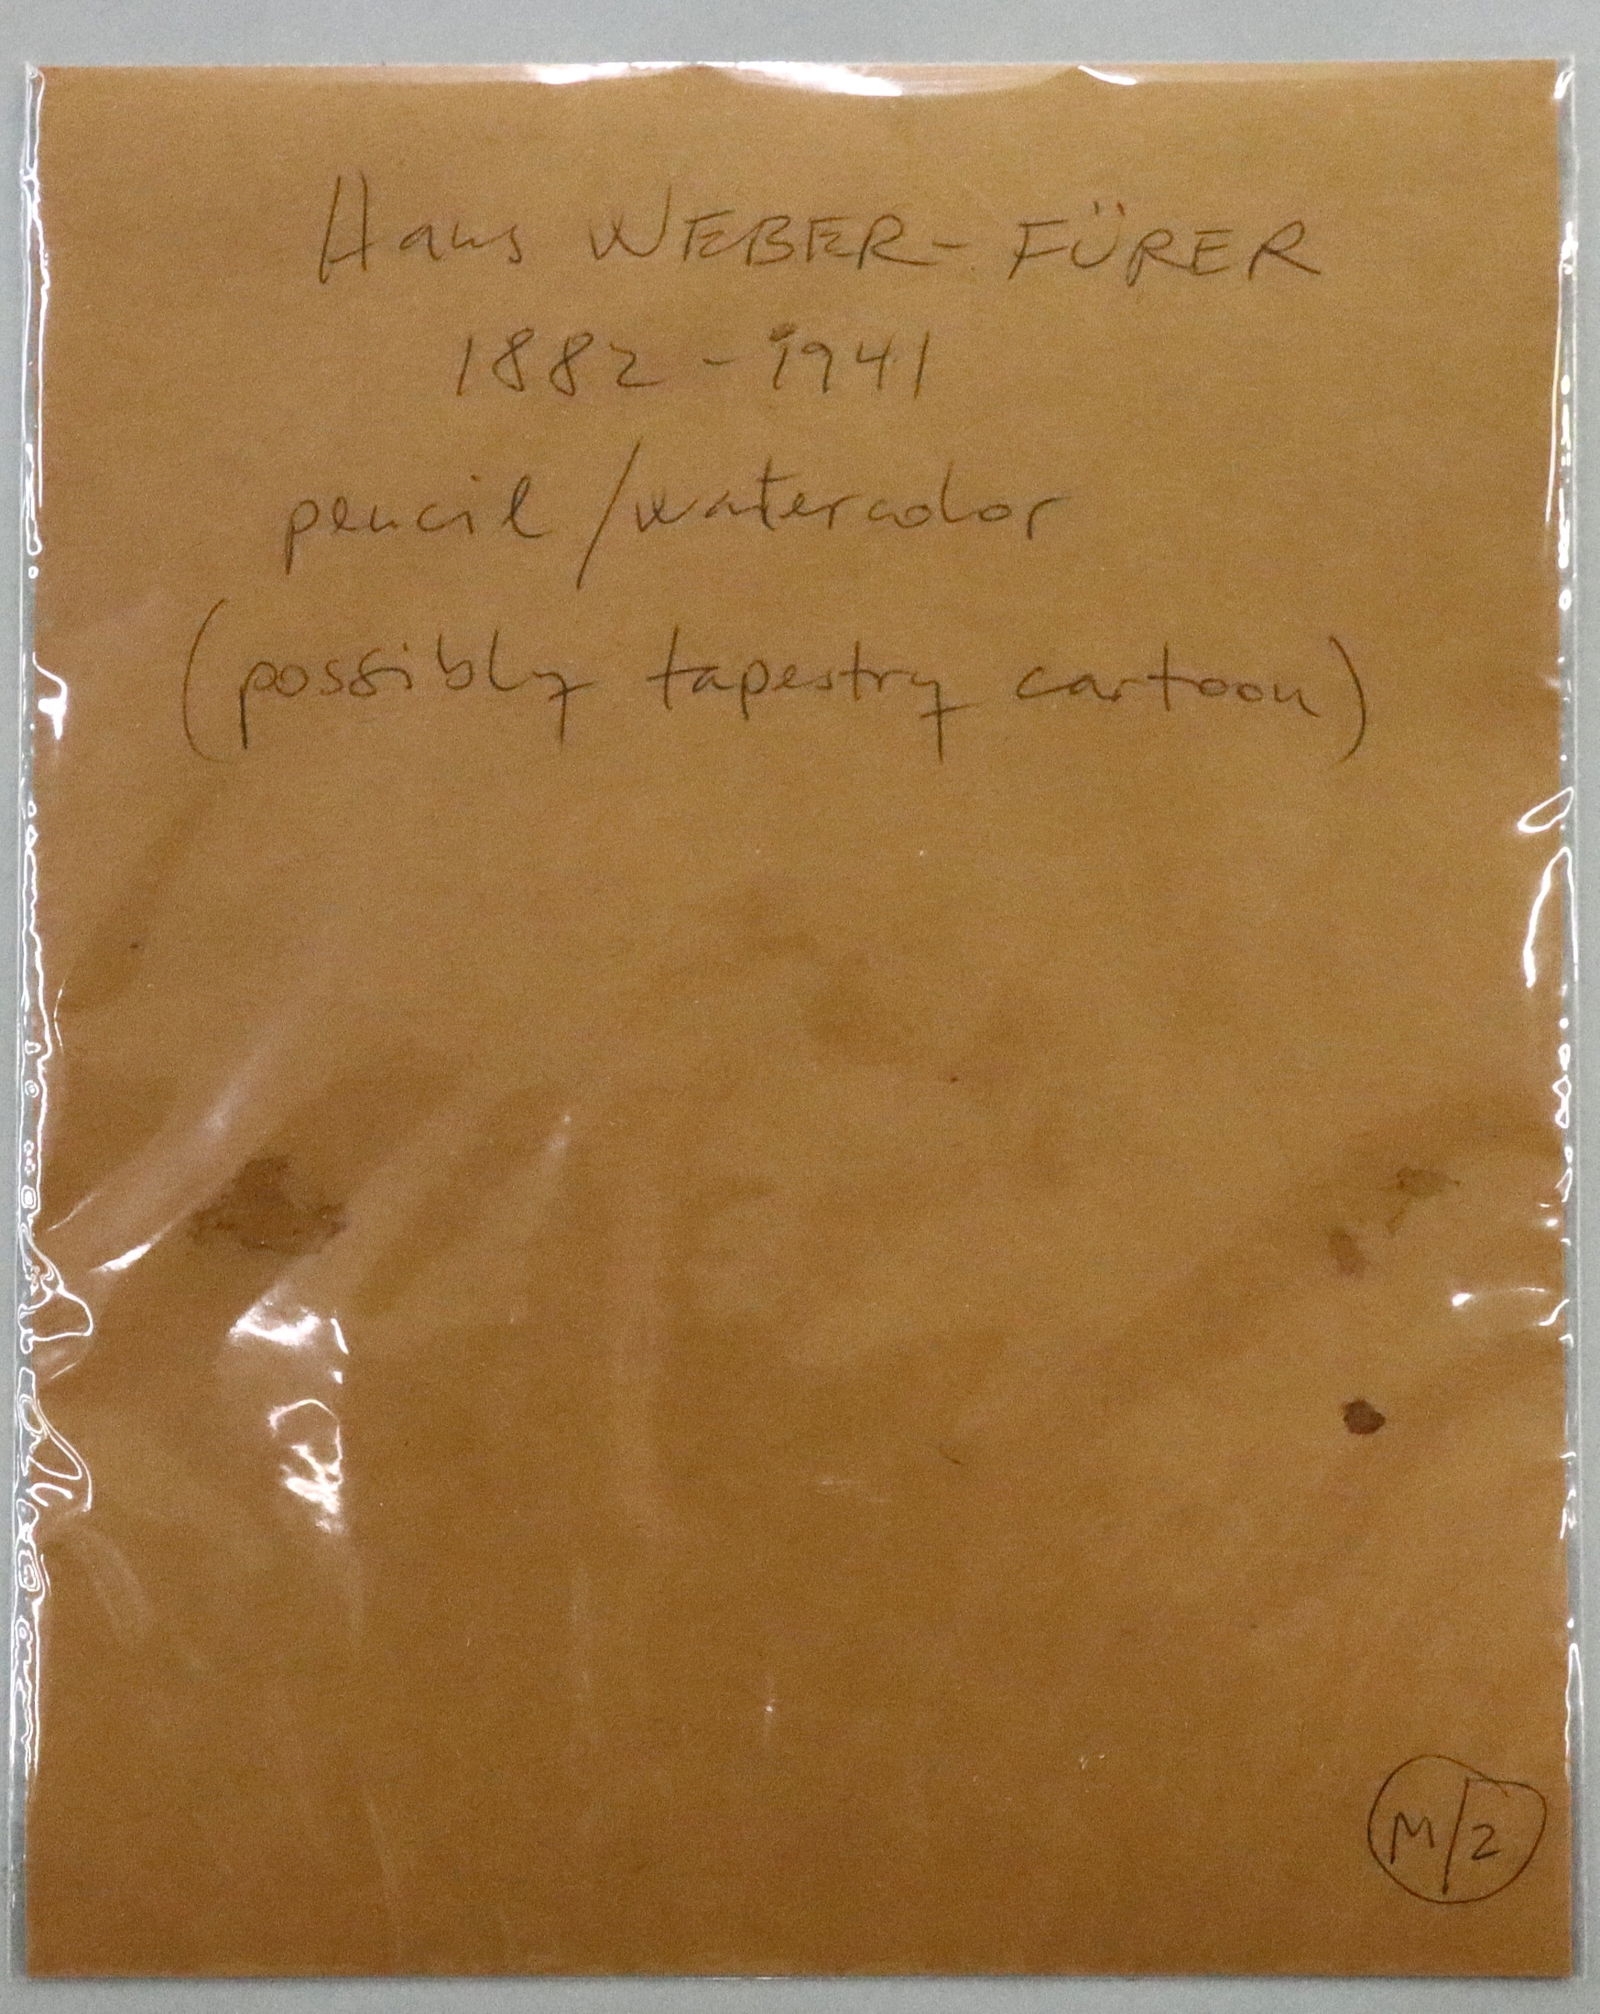 Hans WEBER-FÜRER
1882 - 1941
pencil/watercolor
(possibly tapestry cartoon)
M/2